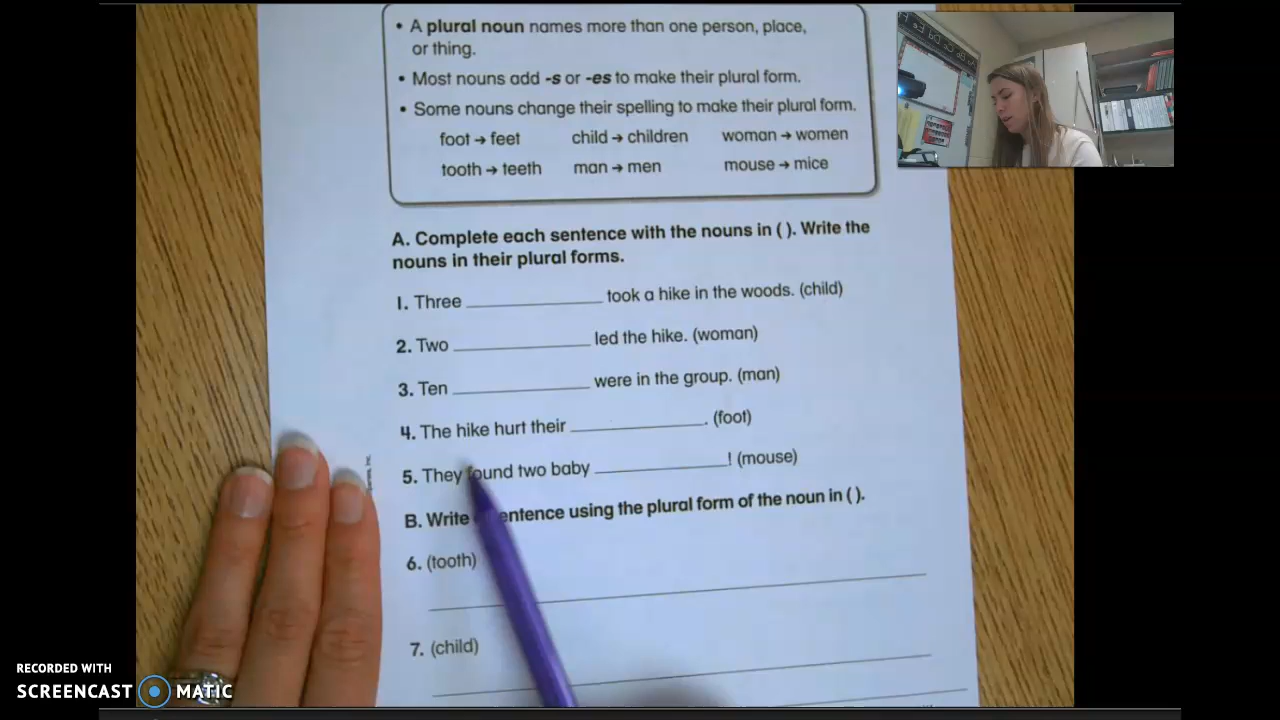 • A plural noun names more than one person, place,
or thing.
• Most nouns add -s or -es to make their plural form.
• Some nouns change their spelling to make their plural form.
foot → feet child → children woman → women
tooth → teeth man → men mouse → mice
A. Complete each sentence with the nouns in ( ). Write the
nouns in their plural forms.
1. Three ____________ took a hike in the woods. (child)
2. Two ____________ led the hike. (woman)
3. Ten ____________ were in the group. (man)
4. The hike hurt their ____________. (foot)
5. They found two baby ____________! (mouse)
B. Write sentence using the plural form of the noun in ( ).
6. (tooth)
7. (child)
RECORDED WITH
SCREENCAST MATIC